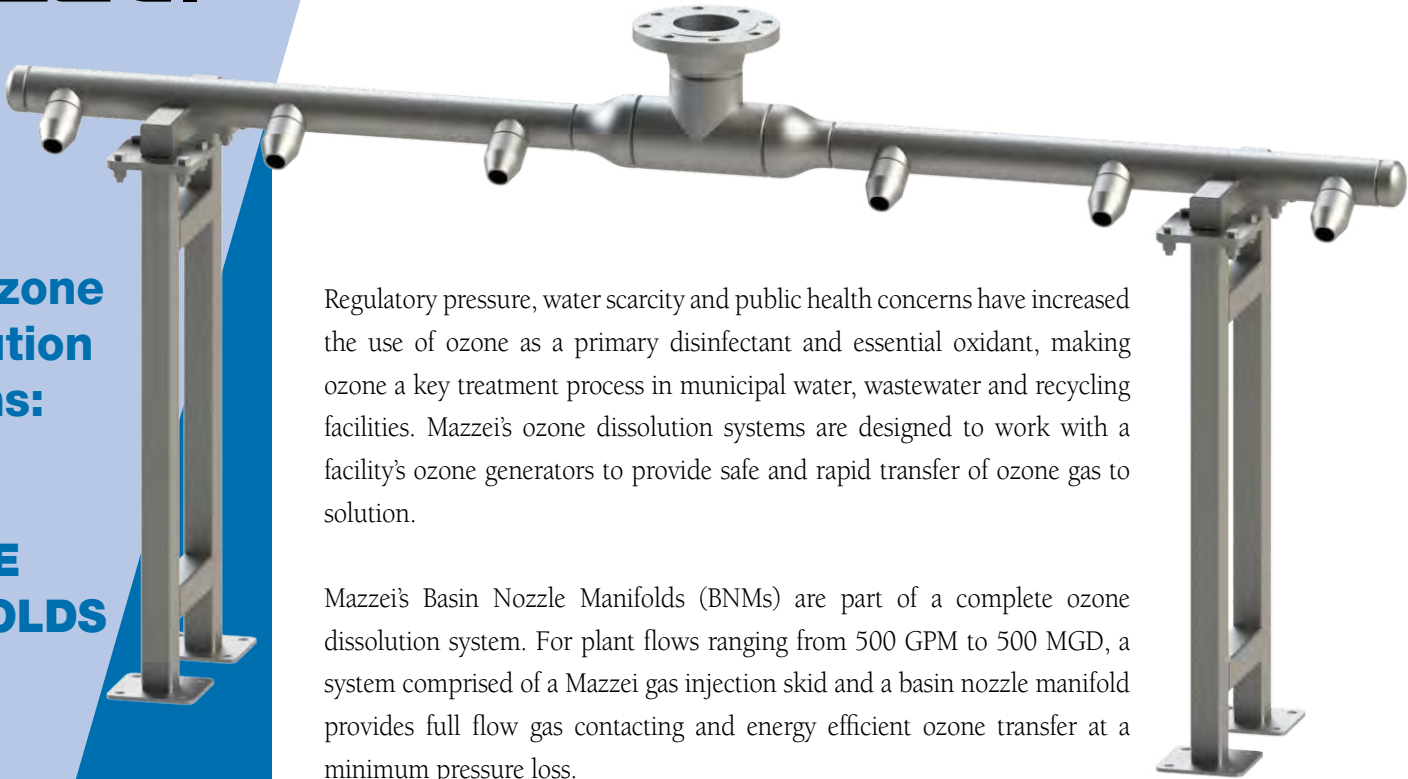 zone
ution
ns:
E
OLDS
Regulatory pressure, water scarcity and public health concerns have increased
the use of ozone as a primary disinfectant and essential oxidant, making
ozone a key treatment process in municipal water, wastewater and recycling
facilities. Mazzei's ozone dissolution systems are designed to work with a
facility's ozone generators to provide safe and rapid transfer of ozone gas to
solution.
Mazzei's Basin Nozzle Manifolds (BNMs) are part of a complete ozone
dissolution system. For plant flows ranging from 500 GPM to 500 MGD, a
system comprised of a Mazzei gas injection skid and a basin nozzle manifold
provides full flow gas contacting and energy efficient ozone transfer at a
minimum pressure loss.